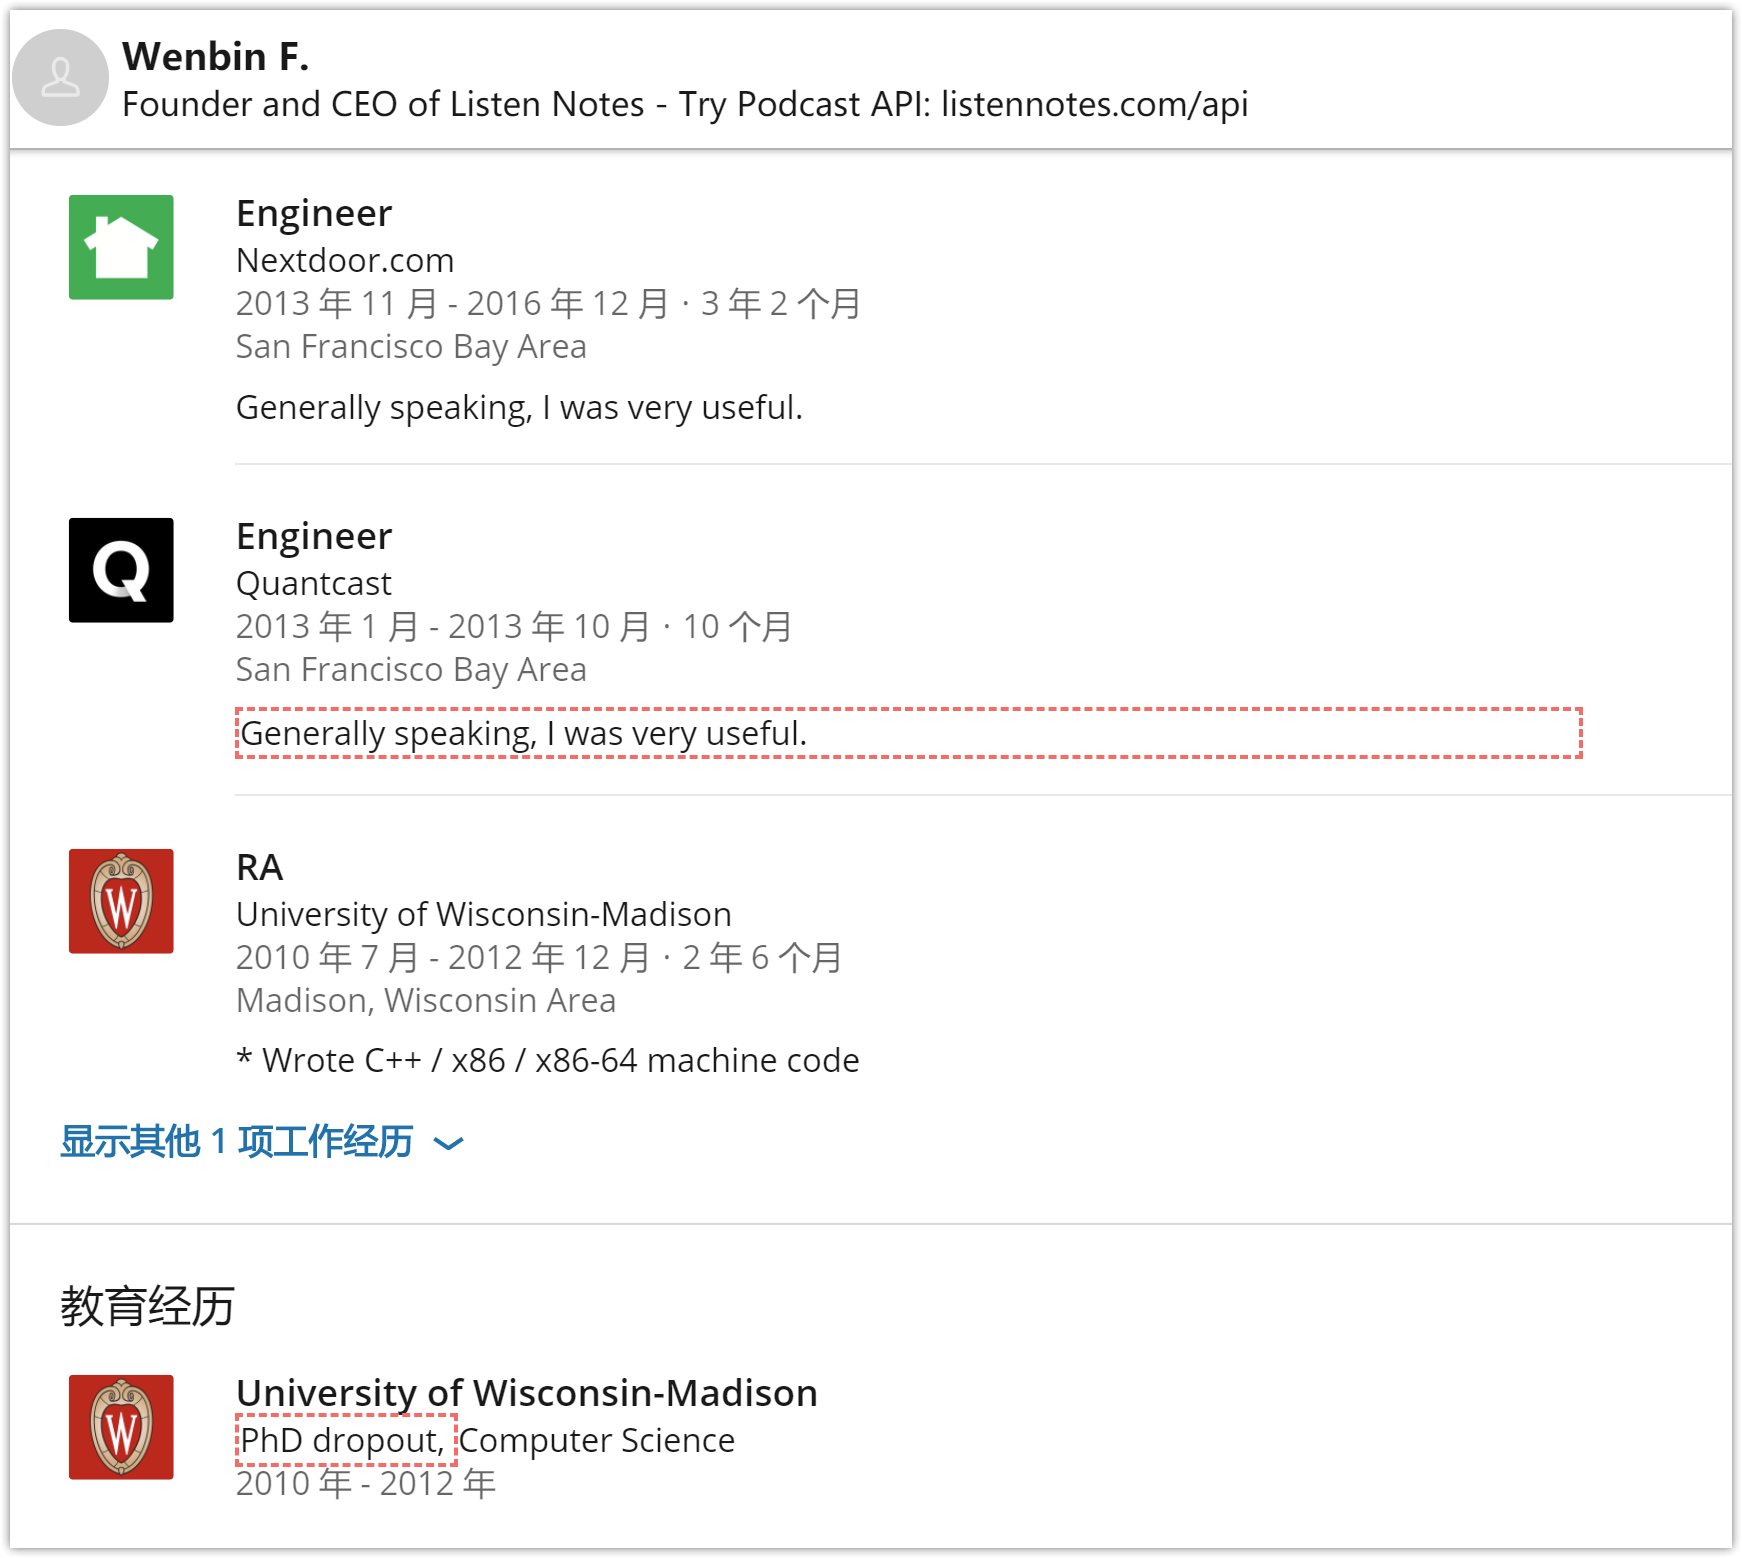 Wenbin F.
Founder and CEO of Listen Notes - Try Podcast API: listennotes.com/api
Engineer
Nextdoor.com
2013 年 11 月 - 2016 年 12 月 · 3 年 2 个月
San Francisco Bay Area
Generally speaking, I was very useful.
Q
Engineer
Quantcast
2013 年 1 月 - 2013 年 10 月 · 10 个月
San Francisco Bay Area
Generally speaking, I was very useful.
W
RA
University of Wisconsin-Madison
2010 年 7 月 - 2012 年 12 月 · 2 年 6 个月
Madison, Wisconsin Area
* Wrote C++ / x86 / x86-64 machine code
显示其他 1 项工作经历
教育经历
W
University of Wisconsin-Madison
PhD dropout, Computer Science
2010 年 - 2012 年